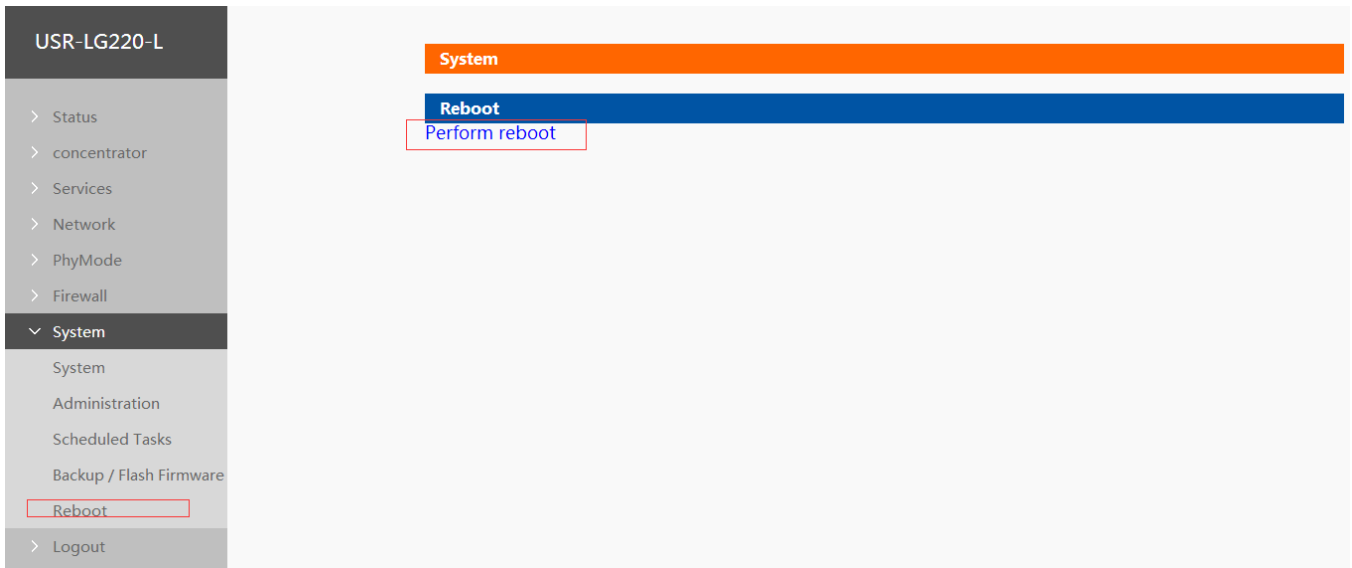 USR-LG220-L
Status
concentrator
Services
Network
PhyMode
Firewall
System
System
Administration
Scheduled Tasks
Backup / Flash Firmware
Reboot
Logout
System
Reboot
Perform reboot